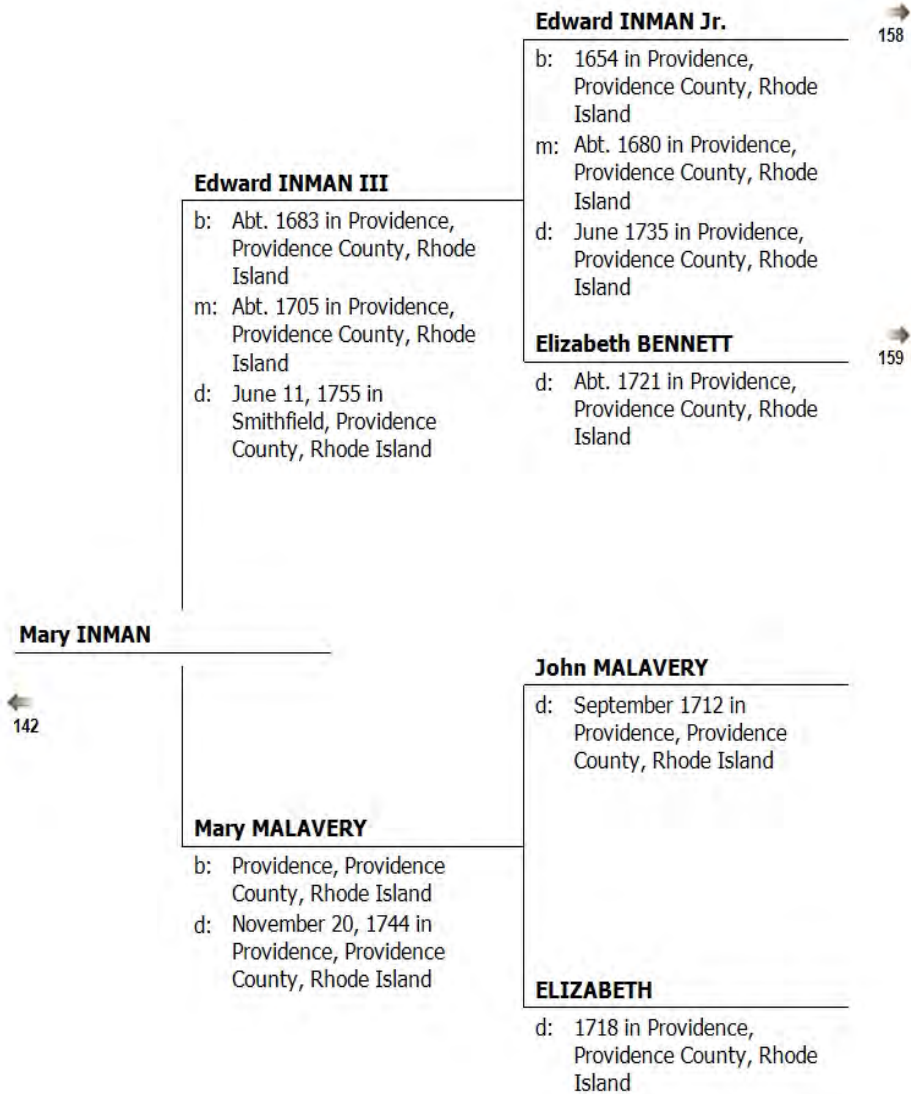 Edward INMAN Jr.
158
b: 1654 in Providence,
Providence County, Rhode
Island
m: Abt. 1680 in Providence,
Providence County, Rhode
Island
d: June 1735 in Providence,
Providence County, Rhode
Island
Edward INMAN III
b: Abt. 1683 in Providence,
Providence County, Rhode
Island
m: Abt. 1705 in Providence,
Providence County, Rhode
Island
d: June 11, 1755 in
Smithfield, Providence
County, Rhode Island
Elizabeth BENNETT
159
d: Abt. 1721 in Providence,
Providence County, Rhode
Island
Mary INMAN
142
John MALAVERY
d: September 1712 in
Providence, Providence
County, Rhode Island
Mary MALAVERY
b: Providence, Providence
County, Rhode Island
d: November 20, 1744 in
Providence, Providence
County, Rhode Island
ELIZABETH
d: 1718 in Providence,
Providence County, Rhode
Island